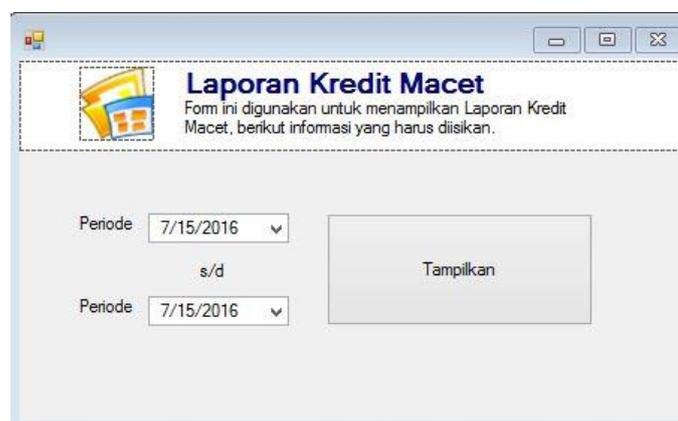 Laporan Kredit Macet
Form ini digunakan untuk menampilkan Laporan Kredit
Macet, berikut informasi yang harus diisikan.
Periode 7/15/2016
s/d
Tampilkan
Periode 7/15/2016